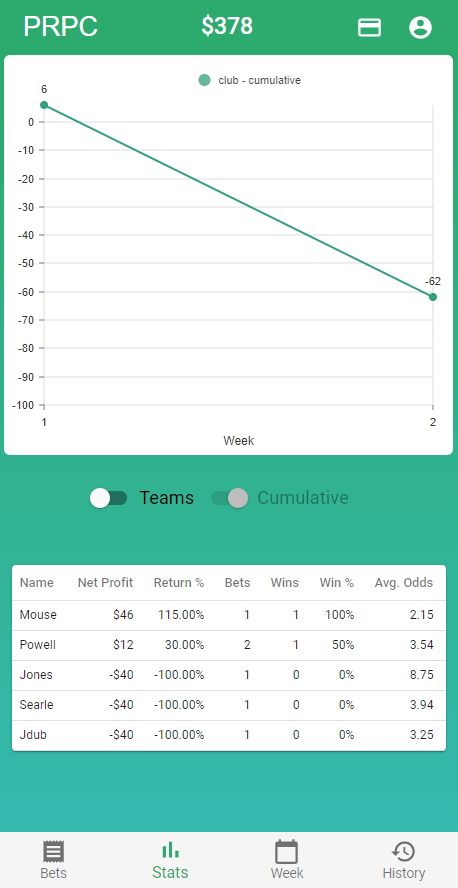 PRPC $378
club - cumulative
6
0
-10
-20
-30
-40
-50
-60
-70
-80
-90
-100
-62
1 2
Week
Teams Cumulative
Name Net Profit Return % Bets Wins Win % Avg. Odds
Mouse $46 115.00% 1 1 100% 2.15
Powell $12 30.00% 2 1 50% 3.54
Jones -$40 -100.00% 1 0 0% 8.75
Searle -$40 -100.00% 1 0 0% 3.94
Jdub -$40 -100.00% 1 0 0% 3.25
Bets Stats Week History